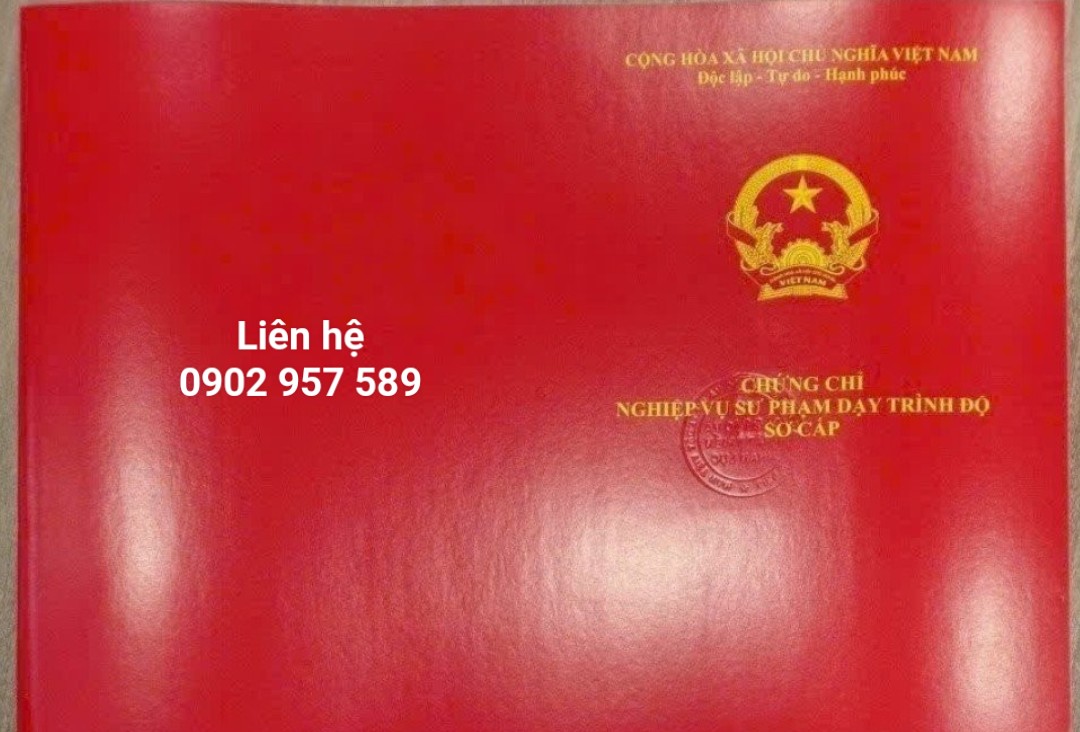 CỘNG HÒA XÃ HỘI CHỦ NGHĨA VIỆT NAM
Độc lập - Tự do - Hạnh phúc
VIỆT NAM
Liên hệ
0902 957 589
CHỨNG CHỈ
NGHIỆP VỤ SƯ PHẠM DẠY TRÌNH ĐỘ
SƠ CẤP